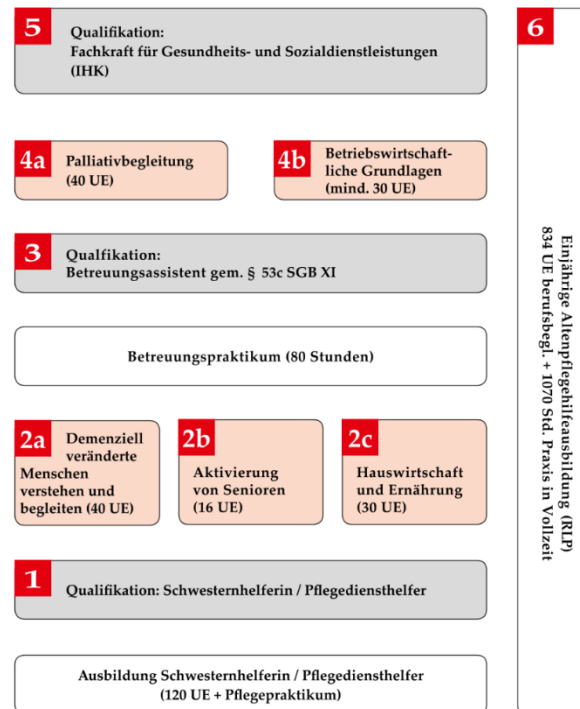 5
Qualifikation:
Fachkraft für Gesundheits- und Sozialdienstleistungen
(IHK)
6
4a
Palliativbegleitung
(40 UE)
4b
Betriebswirtschaft-
liche Grundlagen
(mind. 30 UE)
3
Qualfikation:
Betreuungsassistent gem. § 53c SGB XI
Betreuungspraktikum (80 Stunden)
2a
Demenziell
veränderte
Menschen
verstehen und
begleiten (40 UE)
2b
Aktivierung
von Senioren
(16 UE)
2c
Hauswirtschaft
und Ernährung
(30 UE)
1
Qualifikation: Schwesternhelferin / Pflegediensthelfer
Ausbildung Schwesternhelferin / Pflegediensthelfer
(120 UE + Pflegepraktikum)
Einjährige Altenpflegehilfeausbildung (RLP)
834 UE berufsbegl. + 1070 Std. Praxis in Vollzeit